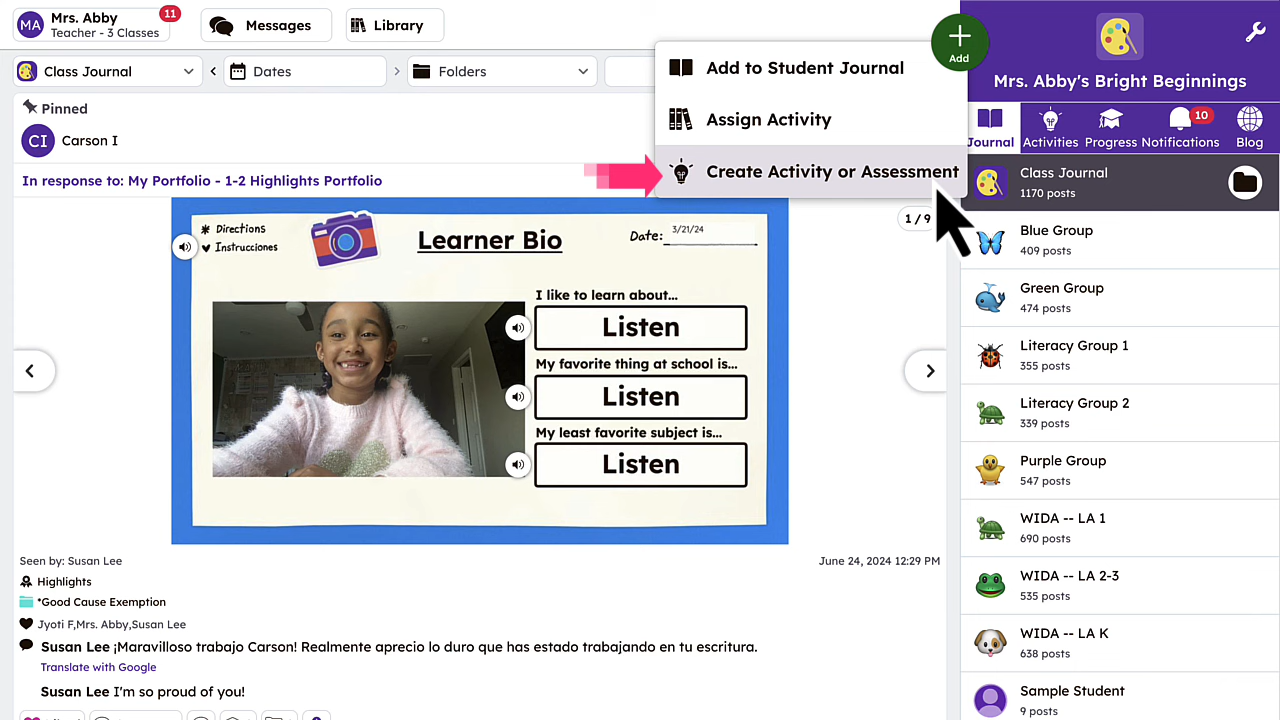 MA
Mrs. Abby
Teacher - 3 Classes
11
Messages
Library
Add
Mrs. Abby's Bright Beginnings
Class Journal
Dates
Folders
Add to Student Journal
Assign Activity
Create Activity or Assessment
Journal
Activities
Progress
Notifications
10
Blog
Pinned
CI
Carson I
In response to: My Portfolio - 1-2 Highlights Portfolio
1 / 9
Directions
Instrucciones
Learner Bio
Date: 3/21/24
I like to learn about...
Listen
My favorite thing at school is...
Listen
My least favorite subject is...
Listen
Seen by: Susan Lee
June 24, 2024 12:29 PM
Highlights
*Good Cause Exemption
Jyoti F,Mrs. Abby,Susan Lee
Susan Lee ¡Maravilloso trabajo Carson! Realmente aprecio lo duro que has estado trabajando en tu escritura.
Translate with Google
Susan Lee I'm so proud of you!
Class Journal
1170 posts
Blue Group
409 posts
Green Group
474 posts
Literacy Group 1
355 posts
Literacy Group 2
339 posts
Purple Group
547 posts
WIDA -- LA 1
690 posts
WIDA -- LA 2-3
535 posts
WIDA -- LA K
638 posts
Sample Student
9 posts